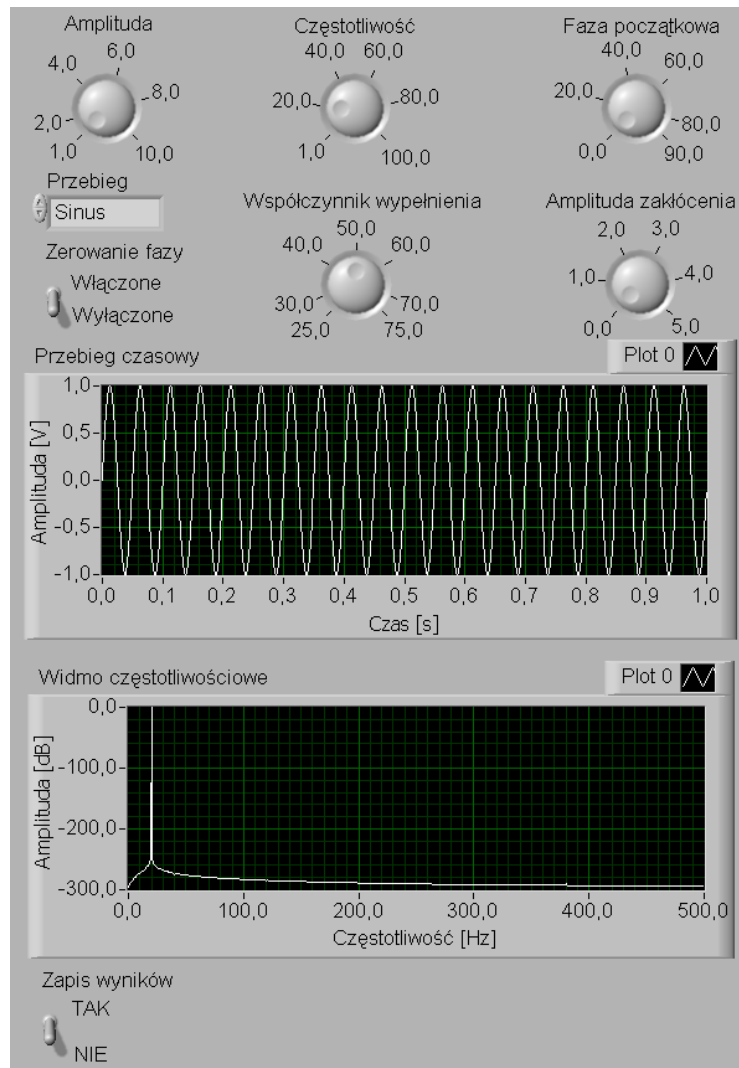 Amplituda
4,0 6,0
8,0
2,0
1,0 10,0
Częstotliwość
40,0 60,0
20,0 80,0
1,0 100,0
Faza początkowa
40,0 60,0
20,0
80,0
0,0 90,0
Przebieg
Sinus
Zerowanie fazy
Włączone
Wyłączone
Współczynnik wypełnienia
50,0
40,0 60,0
30,0 70,0
25,0 75,0
Amplituda zakłócenia
2,0 3,0
1,0 4,0
0,0 5,0
Przebieg czasowy
Plot 0
Amplituda [V]
1,0
0,5
0,0
-0,5
-1,0
0,0 0,1 0,2 0,3 0,4 0,5 0,6 0,7 0,8 0,9 1,0
Czas [s]
Widmo częstotliwościowe
Plot 0
Amplituda [dB]
0,0
-100,0
-200,0
-300,0
0,0 100,0 200,0 300,0 400,0 500,0
Częstotliwość [Hz]
Zapis wyników
TAK
NIE